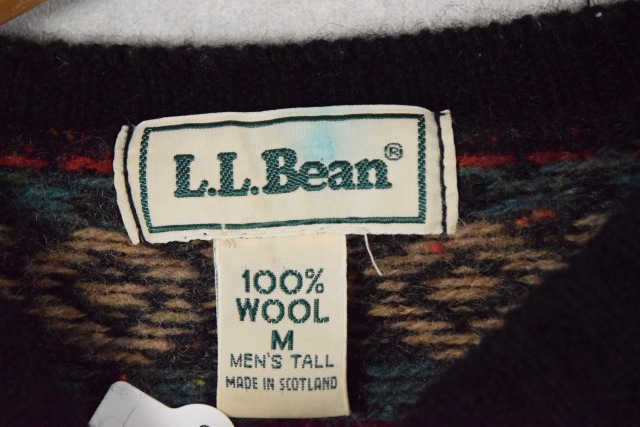 L.L.Bean®
100%
WOOL
M
MEN'S TALL
MADE IN SCOTLAND